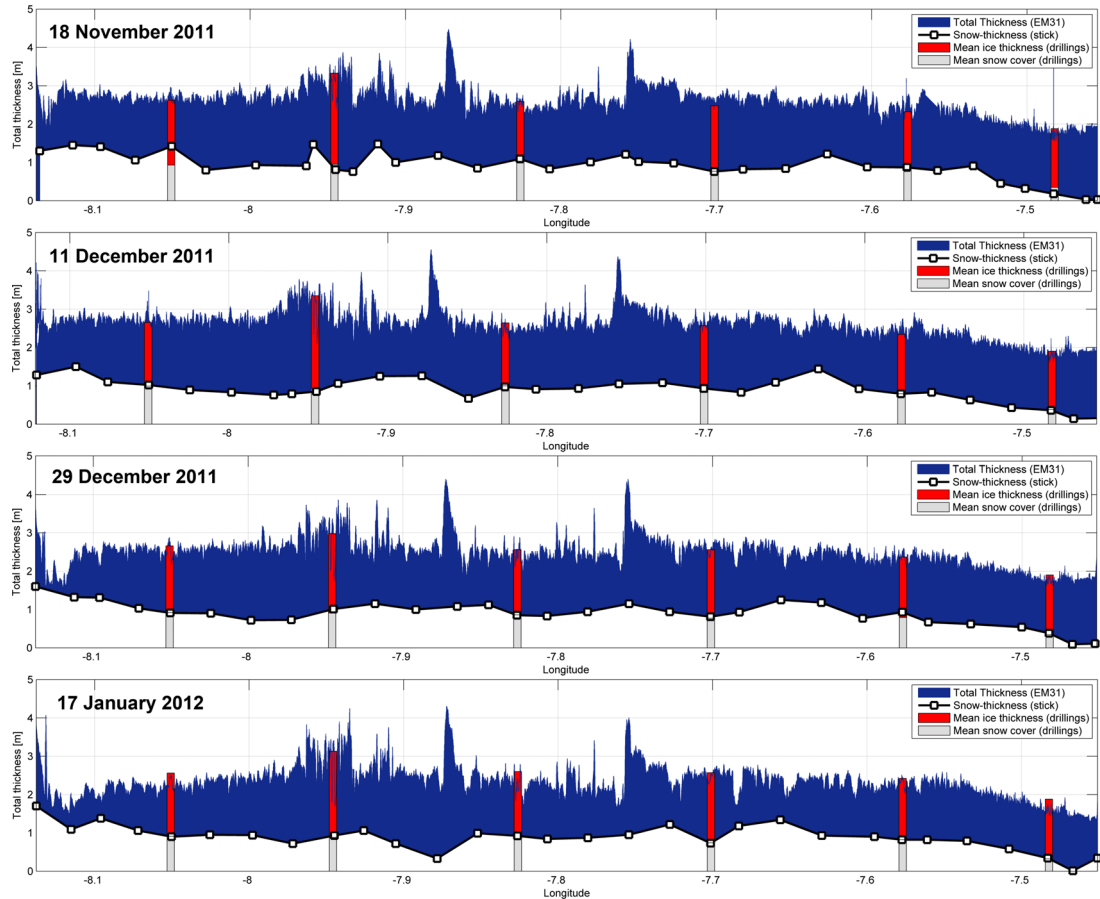 18 November 2011
Total Thickness (EM31)
Snow-thickness (stick)
Mean ice thickness (drillings)
Mean snow cover (drillings)
Total thickness [m]
5
4
3
2
1
0
-8.1 -8 -7.9 -7.8 -7.7 -7.6 -7.5
Longitude
11 December 2011
Total Thickness (EM31)
Snow-thickness (stick)
Mean ice thickness (drillings)
Mean snow cover (drillings)
Total thickness [m]
5
4
3
2
1
0
-8.1 -8 -7.9 -7.8 -7.7 -7.6 -7.5
Longitude
29 December 2011
Total Thickness (EM31)
Snow-thickness (stick)
Mean ice thickness (drillings)
Mean snow cover (drillings)
Total thickness [m]
5
4
3
2
1
0
-8.1 -8 -7.9 -7.8 -7.7 -7.6 -7.5
Longitude
17 January 2012
Total Thickness (EM31)
Snow-thickness (stick)
Mean ice thickness (drillings)
Mean snow cover (drillings)
Total thickness [m]
5
4
3
2
1
0
-8.1 -8 -7.9 -7.8 -7.7 -7.6 -7.5
Longitude